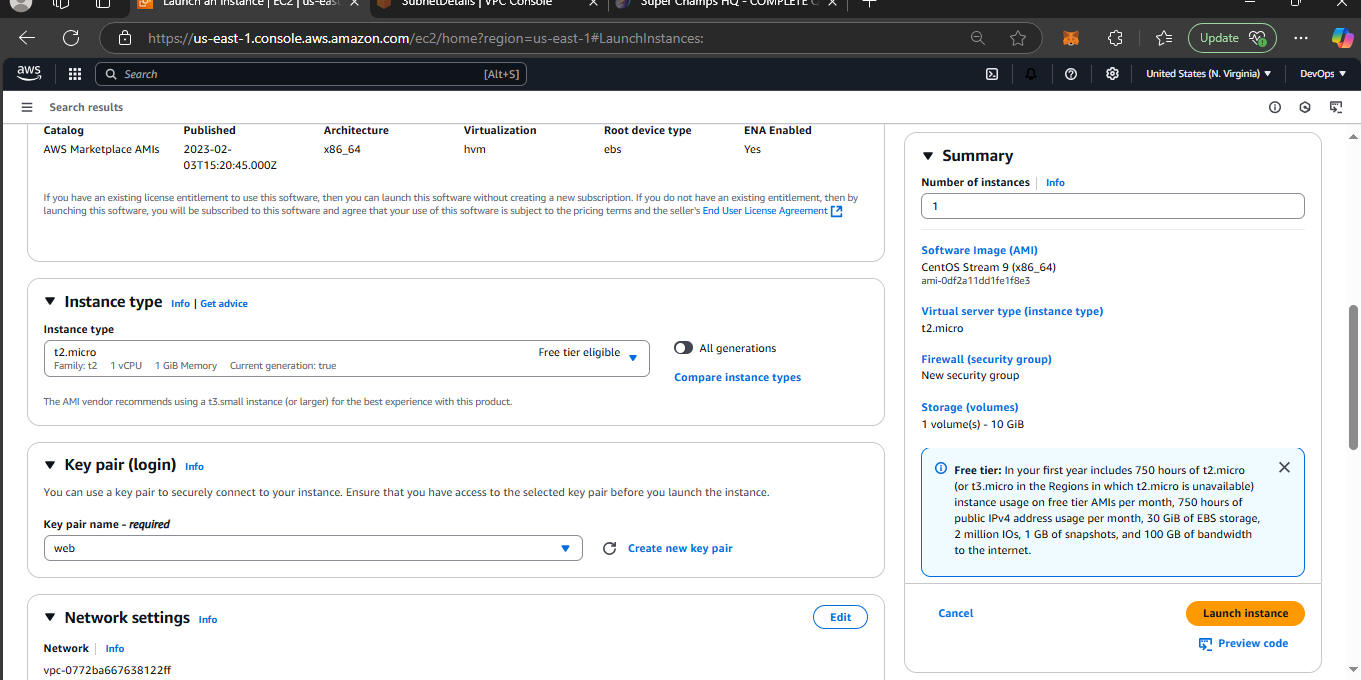 Launch an instance | EC2 | us-east
SubnetDetails | VPC Console
Super Champs HQ - COMPLETE
https://us-east-1.console.aws.amazon.com/ec2/home?region=us-east-1#LaunchInstances:
Update
aws
Search
[Alt+S]
United States (N. Virginia)
DevOps
Search results
Catalog Published Architecture Virtualization Root device type ENA Enabled
AWS Marketplace AMIs 2023-02-03T15:20:45.000Z x86_64 hvm ebs Yes
If you have an existing license entitlement to use this software, then you can launch this software without creating a new subscription. If you do not have an existing entitlement, then by
launching this software, you will be subscribed to this software and agree that your use of this software is subject to the pricing terms and the seller's End User License Agreement
Instance type Info | Get advice
Instance type
t2.micro Free tier eligible
Family: t2 1 vCPU 1 GiB Memory Current generation: true
All generations
Compare instance types
The AMI vendor recommends using a t3.small instance (or larger) for the best experience with this product.
Key pair (login) Info
You can use a key pair to securely connect to your instance. Ensure that you have access to the selected key pair before you launch the instance.
Key pair name - required
web
Create new key pair
Network settings Info
Edit
Network Info
vpc-0772ba667638122ff
Summary
Number of instances Info
1
Software Image (AMI)
CentOS Stream 9 (x86_64)
ami-0df2a11dd1fe1f8e3
Virtual server type (instance type)
t2.micro
Firewall (security group)
New security group
Storage (volumes)
1 volume(s) - 10 GiB
Free tier: In your first year includes 750 hours of t2.micro
(or t3.micro in the Regions in which t2.micro is unavailable)
instance usage on free tier AMIs per month, 750 hours of
public IPv4 address usage per month, 30 GiB of EBS storage,
2 million IOs, 1 GB of snapshots, and 100 GB of bandwidth
to the internet.
Cancel
Launch instance
Preview code